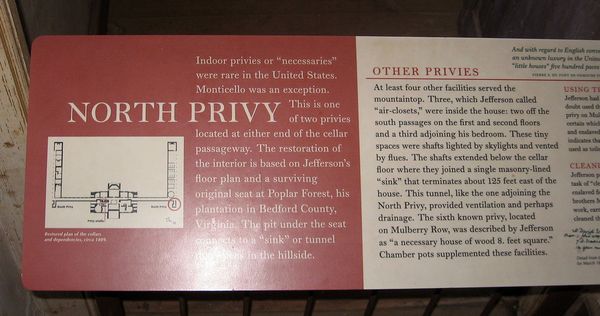 Indoor privies or "necessaries"
were rare in the United States.
Monticello was an exception.
NORTH PRIVY
This is one
of two privies
located at either end of the cellar
passageway. The restoration of
the interior is based on Jefferson's
floor plan and a surviving
original seat at Poplar Forest, his
plantation in Bedford County,
Virginia. The pit under the seat
connects to a "sink" or tunnel
in the hillside.
Restored plan of the cellars
and dependencies, circa 1809.
OTHER PRIVIES
At least four other facilities served the
mountaintop. Three, which Jefferson called
"air-closets," were inside the house: two off the
south passages on the first and second floors
and a third adjoining his bedroom. These tiny
spaces were shafts lighted by skylights and vented
by flues. The shafts extended below the cellar
floor where they joined a single masonry-lined
"sink" that terminates about 125 feet east of the
house. This tunnel, like the one adjoining the
North Privy, provided ventilation and perhaps
drainage. The sixth known privy, located
on Mulberry Row, was described by Jefferson
as "a necessary house of wood 8. feet square."
Chamber pots supplemented these facilities.
And with regard to English
an unknown luxury in the
"little houses" five hundred paces
USING
Jefferson had
doubt used
privy on
certain which
and enslaved
indicates
used as
CLEAN
Jefferson
task of
enslaved
brothers
work,
cleaned